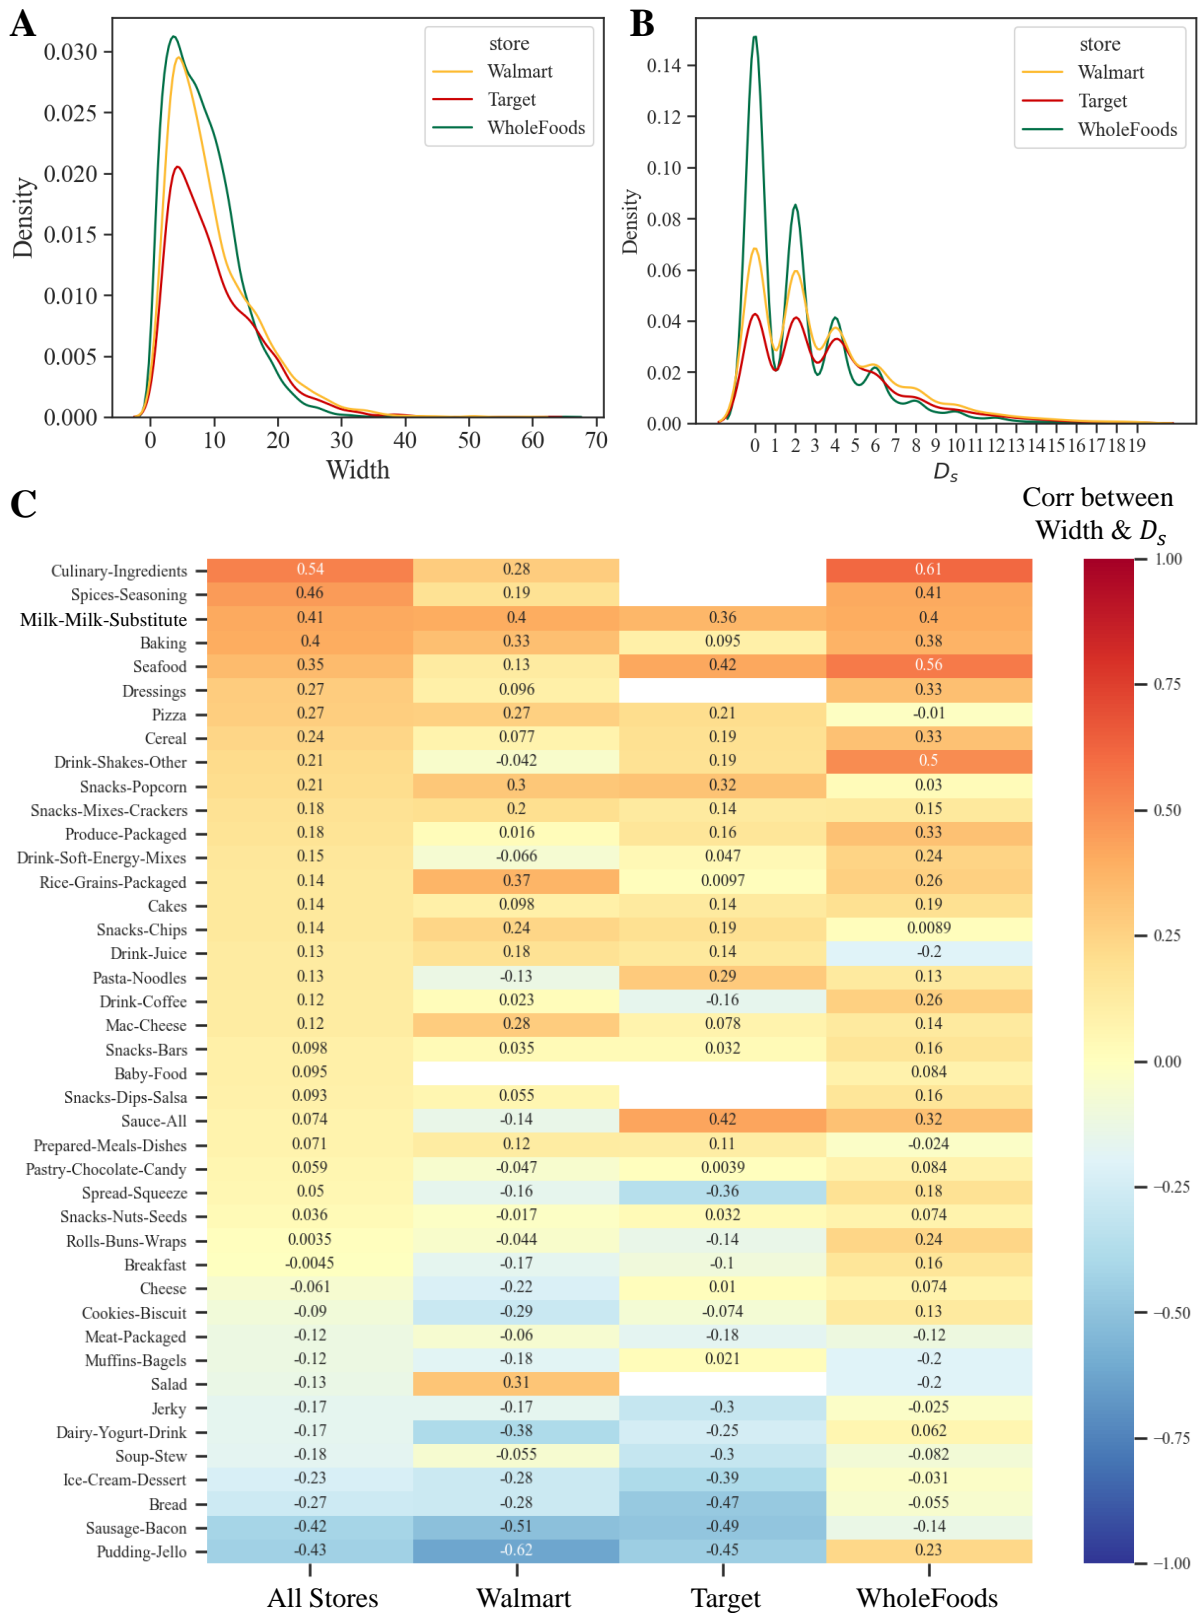 A
0.030
0.025
0.020
0.015
0.010
0.005
0.000
Density
0 10 20 30 40 50 60 70
Width
store
Walmart
Target
WholeFoods
B
0.14
0.12
0.10
0.08
0.06
0.04
0.02
0.00
Density
0 1 2 3 4 5 6 7 8 9 10 11 12 13 14 15 16 17 18 19
Ds
store
Walmart
Target
WholeFoods
C
Corr between
Width & Ds
Culinary-Ingredients 0.54 0.28 0.61
Spices-Seasoning 0.46 0.19 0.41
Milk-Milk-Substitute 0.41 0.4 0.36 0.4
Baking 0.4 0.33 0.095 0.38
Seafood 0.35 0.13 0.42 0.56
Dressings 0.27 0.096 0.33
Pizza 0.27 0.27 0.21 -0.01
Cereal 0.24 0.077 0.19 0.33
Drink-Shakes-Other 0.21 -0.042 0.19 0.5
Snacks-Popcorn 0.21 0.3 0.32 0.03
Snacks-Mixes-Crackers 0.18 0.2 0.14 0.15
Produce-Packaged 0.18 0.016 0.16 0.33
Drink-Soft-Energy-Mixes 0.15 -0.066 0.047 0.24
Rice-Grains-Packaged 0.14 0.37 0.0097 0.26
Cakes 0.14 0.098 0.14 0.19
Snacks-Chips 0.14 0.24 0.19 0.0089
Drink-Juice 0.13 0.18 0.14 -0.2
Pasta-Noodles 0.13 -0.13 0.29 0.13
Drink-Coffee 0.12 0.023 -0.16 0.26
Mac-Cheese 0.12 0.28 0.078 0.14
Snacks-Bars 0.098 0.035 0.032 0.16
Baby-Food 0.095 0.084
Snacks-Dips-Salsa 0.093 0.055 0.16
Sauce-All 0.074 -0.14 0.42 0.32
Prepared-Meals-Dishes 0.071 0.12 0.11 -0.024
Pastry-Chocolate-Candy 0.059 -0.047 0.0039 0.084
Spread-Squeeze 0.05 -0.16 -0.36 0.18
Snacks-Nuts-Seeds 0.036 -0.017 0.032 0.074
Rolls-Buns-Wraps 0.0035 -0.044 -0.14 0.24
Breakfast -0.0045 -0.17 -0.1 0.16
Cheese -0.061 -0.22 0.01 0.074
Cookies-Biscuit -0.09 -0.29 -0.074 0.13
Meat-Packaged -0.12 -0.06 -0.18 -0.12
Muffins-Bagels -0.12 -0.18 0.021 -0.2
Salad -0.13 0.31 -0.2
Jerky -0.17 -0.17 -0.3 -0.025
Dairy-Yogurt-Drink -0.17 -0.38 -0.25 0.062
Soup-Stew -0.18 -0.055 -0.3 -0.082
Ice-Cream-Dessert -0.23 -0.28 -0.39 -0.031
Bread -0.27 -0.28 -0.47 -0.055
Sausage-Bacon -0.42 -0.51 -0.49 -0.14
Pudding-Jello -0.43 -0.62 -0.45 0.23
All Stores Walmart Target WholeFoods
1.00
0.75
0.50
0.25
0.00
−0.25
−0.50
−0.75
−1.00